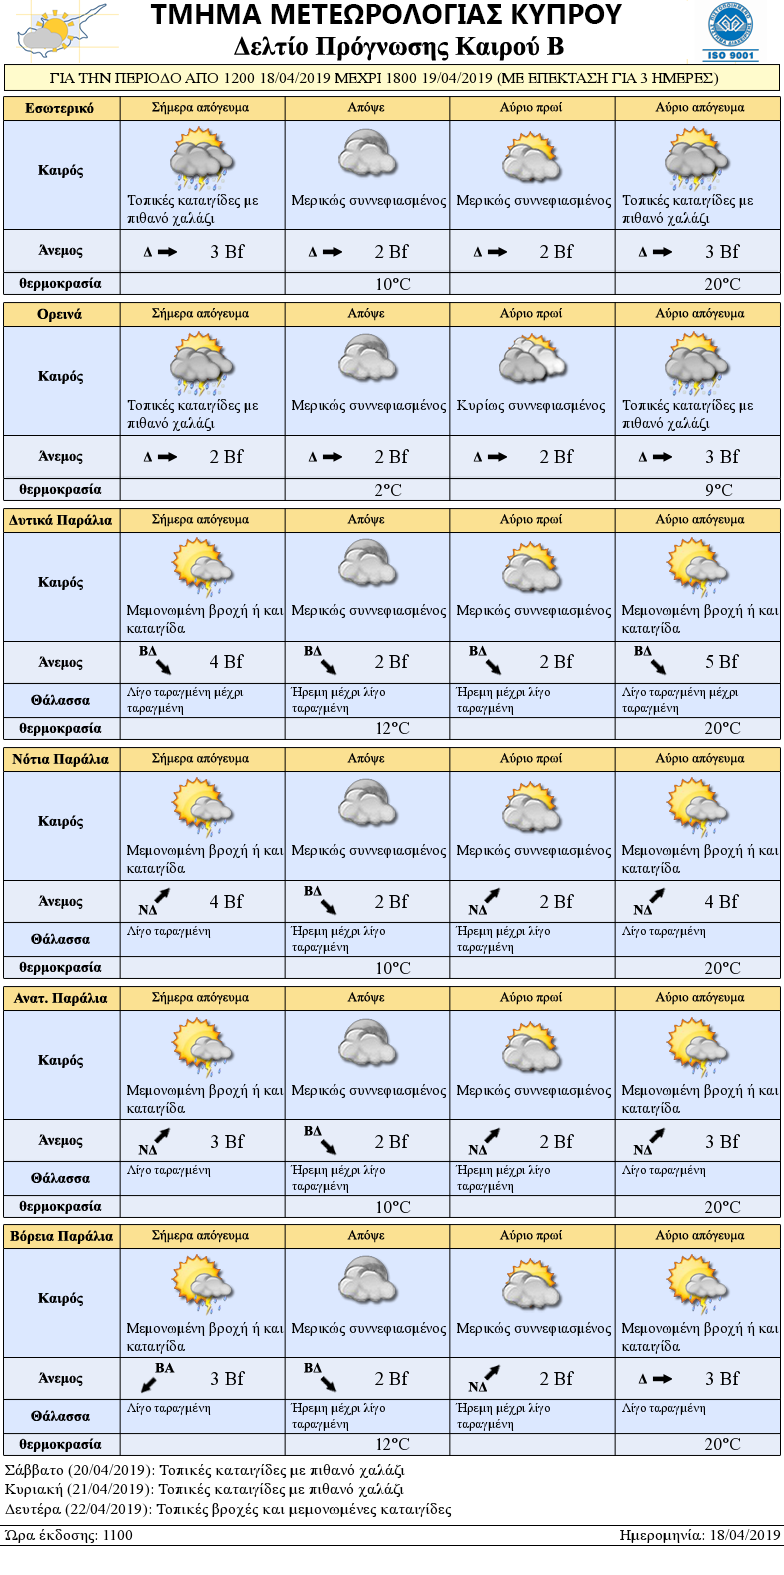 ΤΜΗΜΑ ΜΕΤΕΩΡΟΛΟΓΙΑΣ ΚΥΠΡΟΥ
Δελτίο Πρόγνωσης Καιρού Β
ISO 9001
ΓΙΑ ΤΗΝ ΠΕΡΙΟΔΟ ΑΠΟ 1200 18/04/2019 ΜΕΧΡΙ 1800 19/04/2019 (ΜΕ ΕΠΕΚΤΑΣΗ ΓΙΑ 3 ΗΜΕΡΕΣ)
Εσωτερικό Σήμερα απόγευμα Απόψε Αύριο πρωί Αύριο απόγευμα
Καιρός
Τοπικές καταιγίδες με Μερικώς συννεφιασμένος Μερικώς συννεφιασμένος Τοπικές καταιγίδες με
πιθανό χαλάζι πιθανό χαλάζι
Άνεμος Δ 3 Bf Δ 2 Bf Δ 2 Bf Δ 3 Bf
θερμοκρασία 10°C 20°C
Ορεινά Σήμερα απόγευμα Απόψε Αύριο πρωί Αύριο απόγευμα
Καιρός
Τοπικές καταιγίδες με Μερικώς συννεφιασμένος Κυρίως συννεφιασμένος Τοπικές καταιγίδες με
πιθανό χαλάζι πιθανό χαλάζι
Άνεμος Δ 2 Bf Δ 2 Bf Δ 2 Bf Δ 3 Bf
θερμοκρασία 2°C 9°C
Δυτικά Παράλια Σήμερα απόγευμα Απόψε Αύριο πρωί Αύριο απόγευμα
Καιρός
Μεμονωμένη βροχή ή και Μερικώς συννεφιασμένος Μερικώς συννεφιασμένος Μεμονωμένη βροχή ή και
καταιγίδα καταιγίδα
Άνεμος ΒΔ 4 Bf ΒΔ 2 Bf ΒΔ 2 Bf ΒΔ 5 Bf
Θάλασσα Λίγο ταραγμένη μέχρι Ήρεμη μέχρι λίγο Ήρεμη μέχρι λίγο Λίγο ταραγμένη μέχρι
ταραγμένη ταραγμένη ταραγμένη ταραγμένη
θερμοκρασία 12°C 20°C
Νότια Παράλια Σήμερα απόγευμα Απόψε Αύριο πρωί Αύριο απόγευμα
Καιρός
Μεμονωμένη βροχή ή και Μερικώς συννεφιασμένος Μερικώς συννεφιασμένος Μεμονωμένη βροχή ή και
καταιγίδα καταιγίδα
Άνεμος ΝΔ 4 Bf ΒΔ 2 Bf ΝΔ 2 Bf ΝΔ 4 Bf
Θάλασσα Λίγο ταραγμένη Ήρεμη μέχρι λίγο Ήρεμη μέχρι λίγο Λίγο ταραγμένη
ταραγμένη ταραγμένη
θερμοκρασία 10°C 20°C
Ανατ. Παράλια Σήμερα απόγευμα Απόψε Αύριο πρωί Αύριο απόγευμα
Καιρός
Μεμονωμένη βροχή ή και Μερικώς συννεφιασμένος Μερικώς συννεφιασμένος Μεμονωμένη βροχή ή και
καταιγίδα καταιγίδα
Άνεμος ΝΔ 3 Bf ΒΔ 2 Bf ΝΔ 2 Bf ΝΔ 3 Bf
Θάλασσα Λίγο ταραγμένη Ήρεμη μέχρι λίγο Ήρεμη μέχρι λίγο Λίγο ταραγμένη
ταραγμένη ταραγμένη
θερμοκρασία 10°C 20°C
Βόρεια Παράλια Σήμερα απόγευμα Απόψε Αύριο πρωί Αύριο απόγευμα
Καιρός
Μεμονωμένη βροχή ή και Μερικώς συννεφιασμένος Μερικώς συννεφιασμένος Μεμονωμένη βροχή ή και
καταιγίδα καταιγίδα
Άνεμος ΒΑ 3 Bf ΒΔ 2 Bf ΝΔ 2 Bf Δ 3 Bf
Θάλασσα Λίγο ταραγμένη Ήρεμη μέχρι λίγο Ήρεμη μέχρι λίγο Λίγο ταραγμένη
ταραγμένη ταραγμένη
θερμοκρασία 12°C 20°C
Σάββατο (20/04/2019): Τοπικές καταιγίδες με πιθανό χαλάζι
Κυριακή (21/04/2019): Τοπικές καταιγίδες με πιθανό χαλάζι
Δευτέρα (22/04/2019): Τοπικές βροχές και μεμονωμένες καταιγίδες
Ώρα έκδοσης: 1100 Ημερομηνία: 18/04/2019